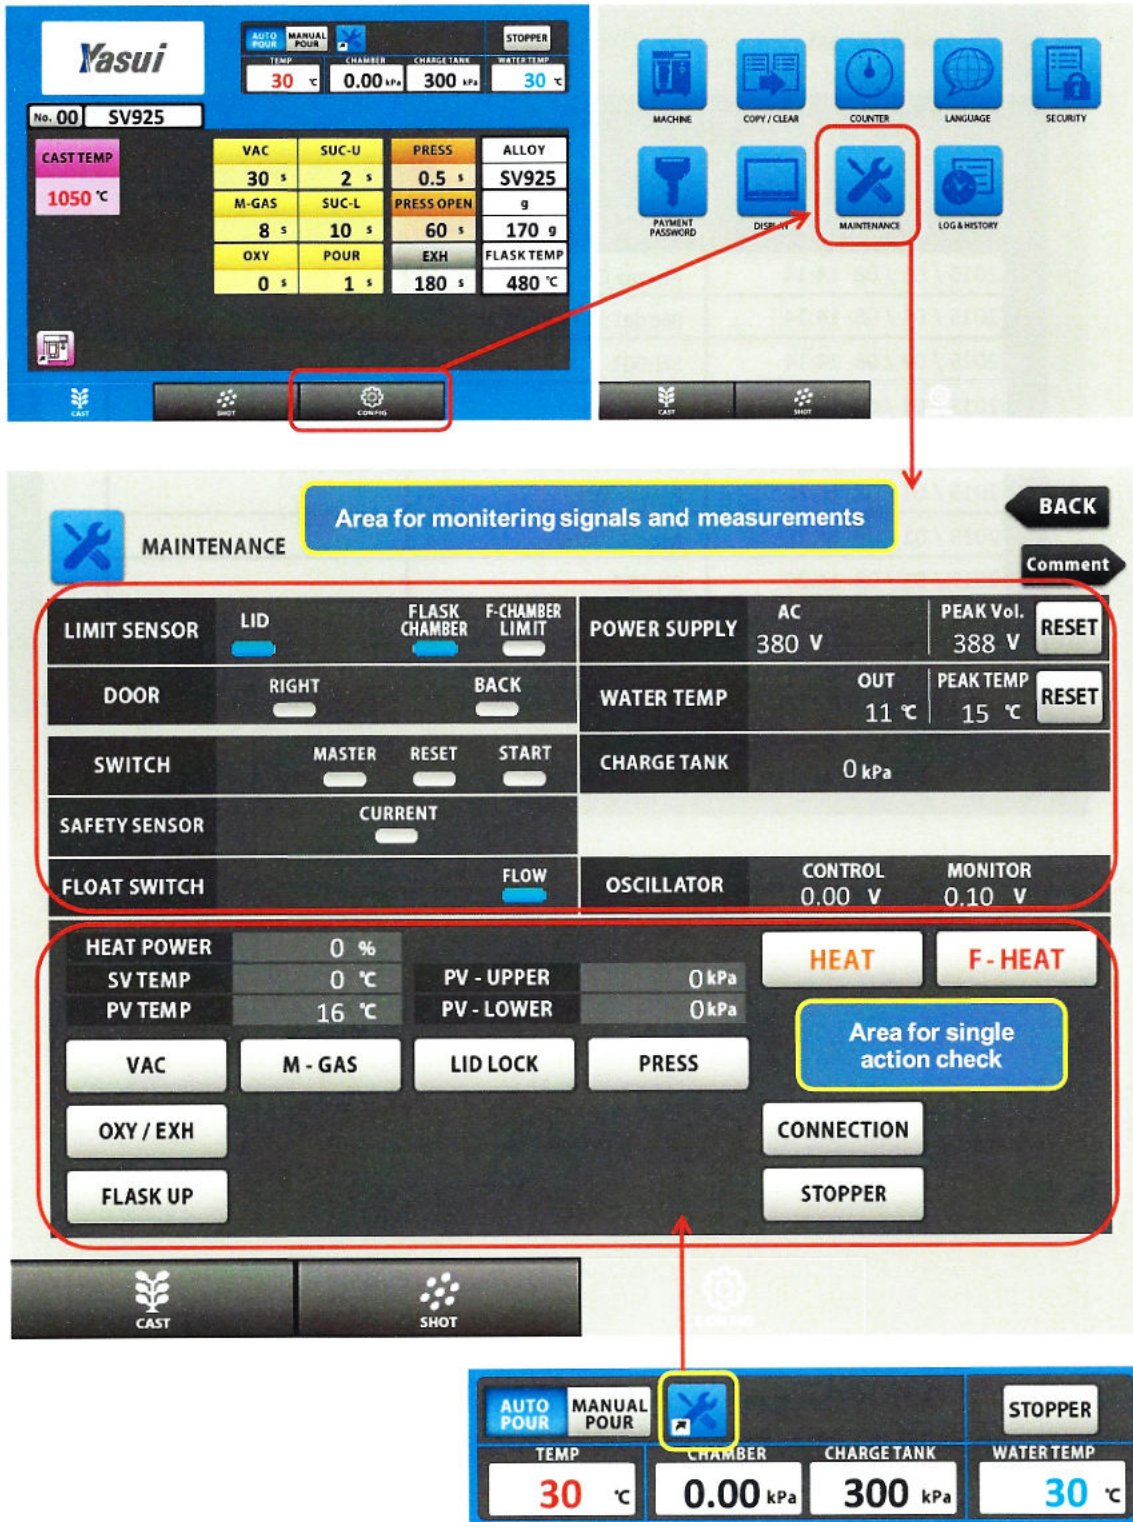 Yasui
AUTO POUR
MANUAL POUR
STOPPER
TEMP
CHAMBER
CHARGE TANK
WATER TEMP
30 ℃
0.00 kPa
300 kPa
30 ℃
No. 00 SV925
CAST TEMP
1050 ℃
VAC SUC-U PRESS ALLOY
30 s 2 s 0.5 s SV925
M-GAS SUC-L PRESS OPEN g
8 s 10 s 60 s 170 g
OXY POUR EXH FLASK TEMP
0 s 1 s 180 s 480 ℃
CAST
SHOT
CONFIG
MACHINE
COPY / CLEAR
COUNTER
LANGUAGE
SECURITY
PAYMENT PASSWORD
DISPLAY
MAINTENANCE
LOG & HISTORY
CAST
SHOT
Area for monitering signals and measurements
BACK
MAINTENANCE
Comment
LIMIT SENSOR
LID
FLASK CHAMBER
F-CHAMBER LIMIT
POWER SUPPLY
AC
380 V
PEAK Vol.
388 V
RESET
DOOR
RIGHT
BACK
WATER TEMP
OUT
11 ℃
PEAK TEMP
15 ℃
RESET
SWITCH
MASTER
RESET
START
CHARGE TANK
0 kPa
SAFETY SENSOR
CURRENT
FLOAT SWITCH
FLOW
OSCILLATOR
CONTROL
0.00 V
MONITOR
0.10 V
HEAT POWER 0 %
SV TEMP 0 ℃
PV TEMP 16 ℃
PV - UPPER 0 kPa
PV - LOWER 0 kPa
HEAT
F - HEAT
Area for single
action check
VAC
M - GAS
LID LOCK
PRESS
OXY / EXH
CONNECTION
FLASK UP
STOPPER
CAST
SHOT
CONFIG
AUTO POUR
MANUAL POUR
STOPPER
TEMP
CHAMBER
CHARGE TANK
WATER TEMP
30 ℃
0.00 kPa
300 kPa
30 ℃